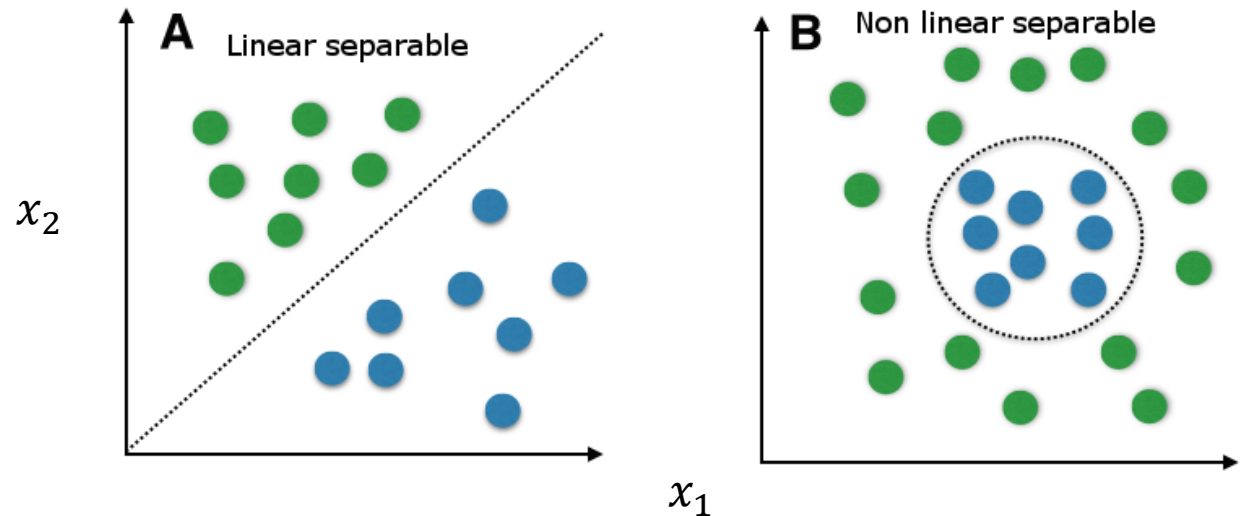 A
Linear separable
B
Non linear separable
x₂
x₁